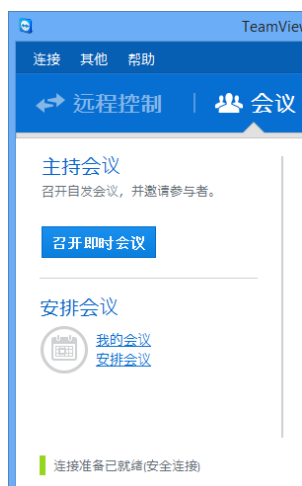 TeamView
连接 其他 帮助
远程控制 会议
主持会议
召开自发会议，并邀请参与者。
召开即时会议
安排会议
我的会议
安排会议
连接准备已就绪(安全连接)